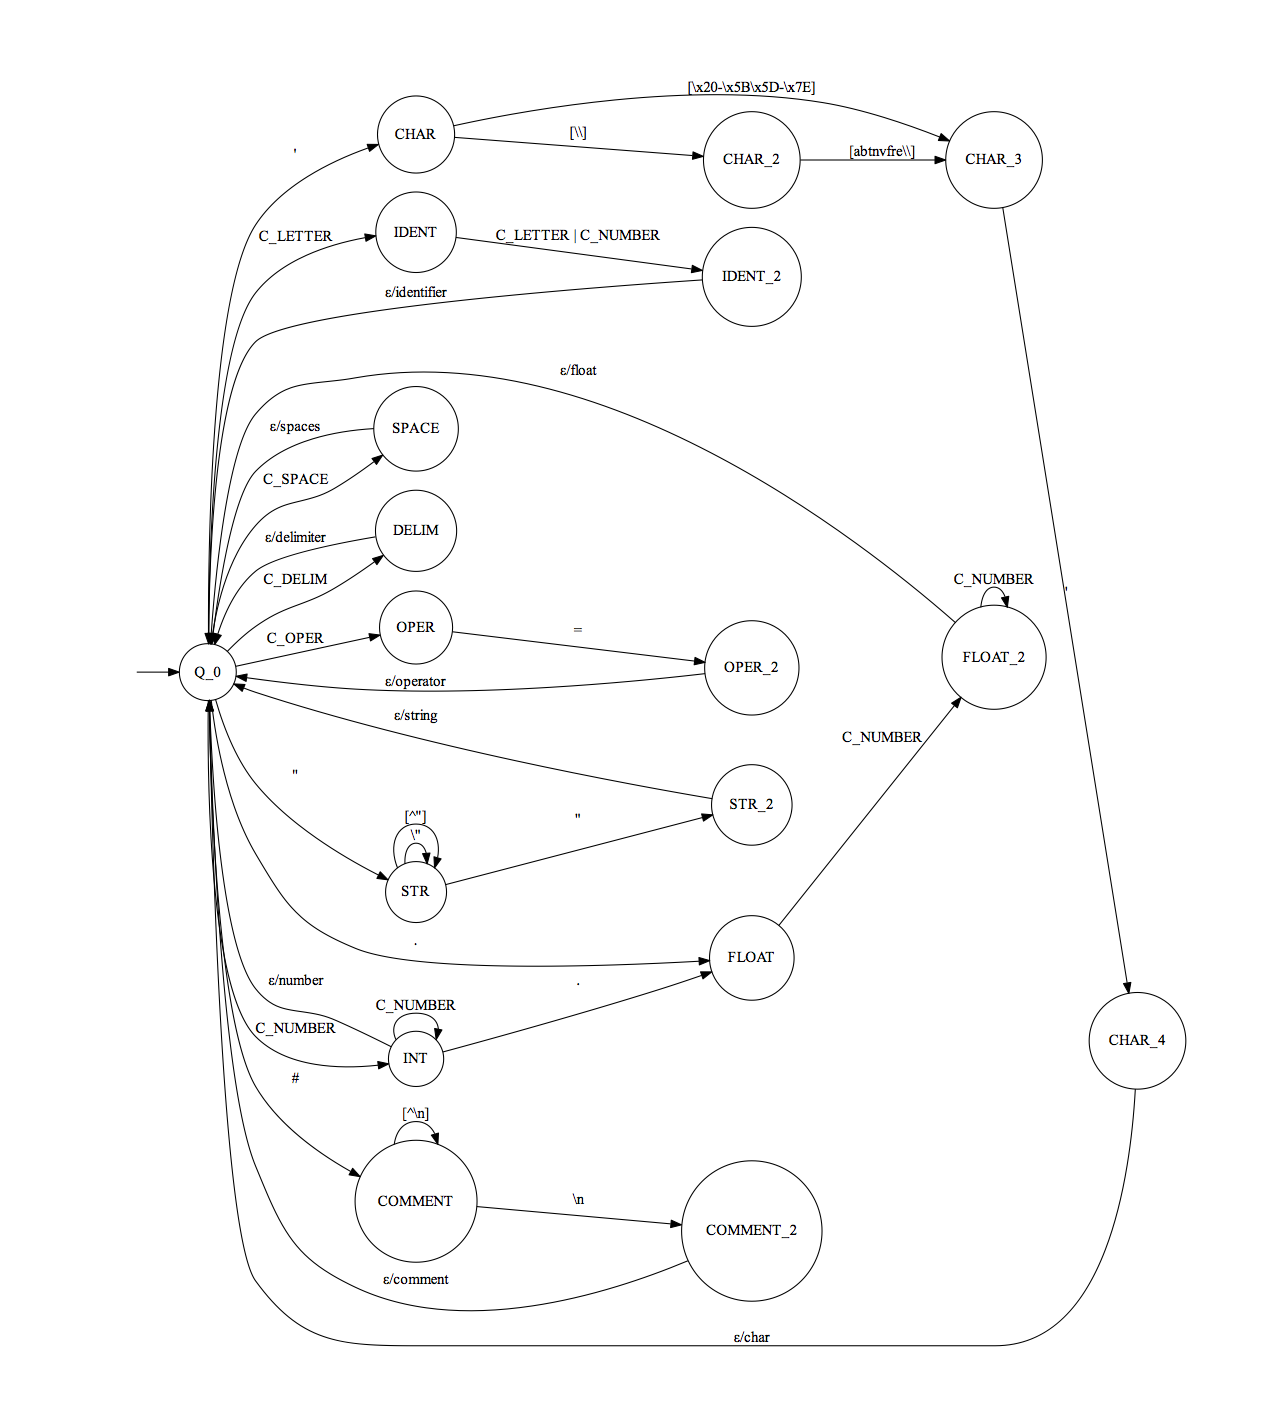 [\x20-\x5B\x5D-\x7E]
CHAR
[\\]
'
CHAR_2
[abtnvfre\\]
CHAR_3
C_LETTER
IDENT
C_LETTER | C_NUMBER
IDENT_2
ε/identifier
ε/float
ε/spaces
SPACE
C_SPACE
DELIM
ε/delimiter
C_DELIM
C_NUMBER
'
C_OPER
OPER
=
FLOAT_2
Q_0
OPER_2
ε/operator
ε/string
C_NUMBER
"
STR_2
[^"]
"
\"
STR
.
FLOAT
ε/number
.
C_NUMBER
C_NUMBER
CHAR_4
INT
#
[^\n]
COMMENT
\n
COMMENT_2
ε/comment
ε/char